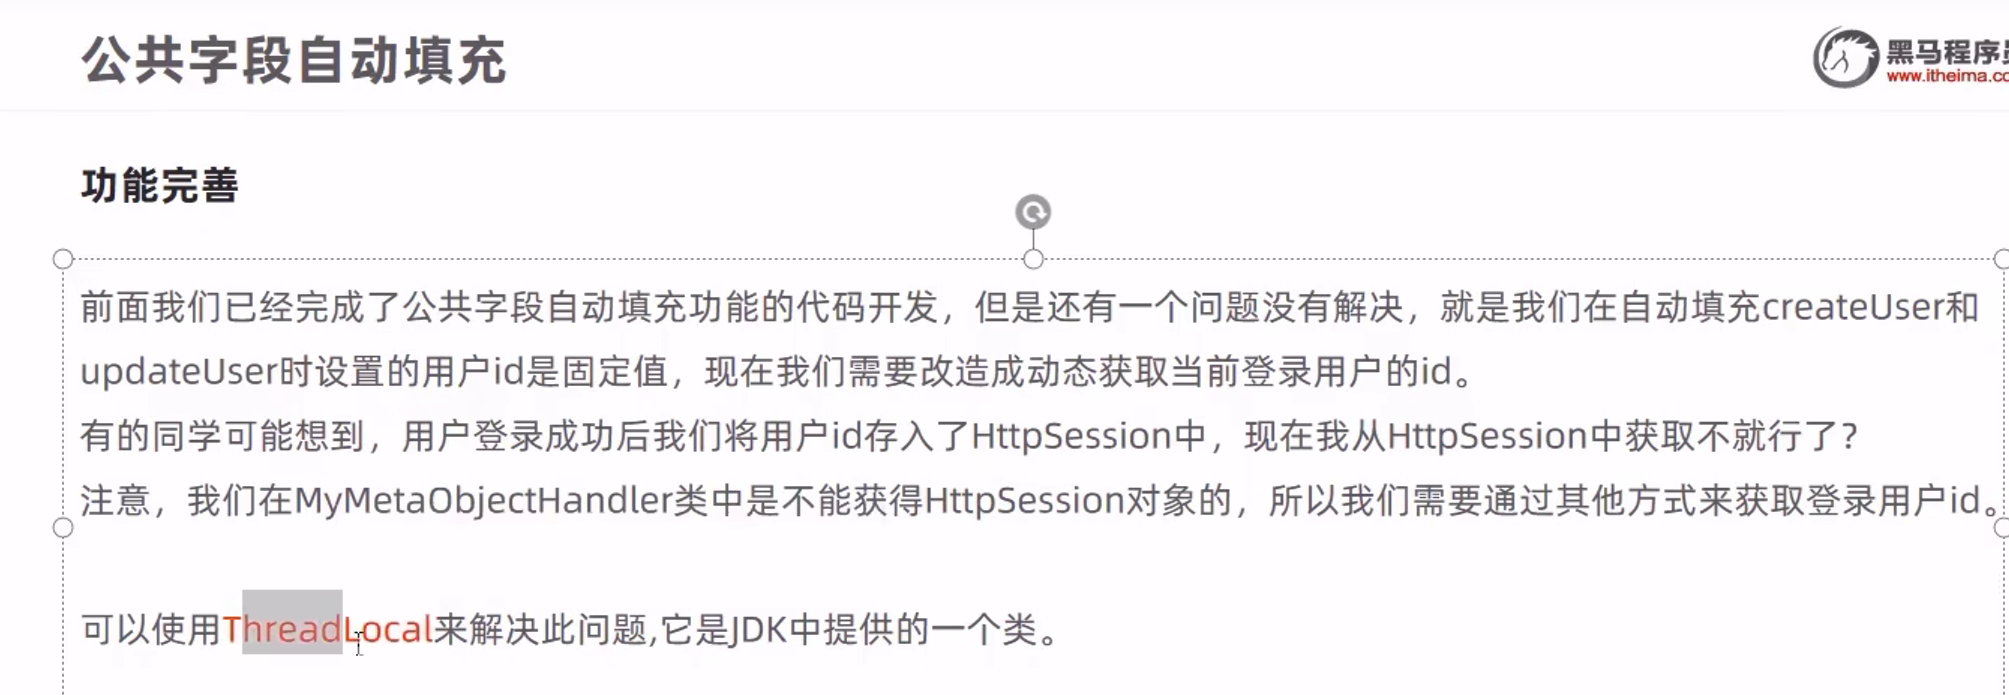 公共字段自动填充
黑马程序员
www.itheima.co
功能完善
前面我们已经完成了公共字段自动填充功能的代码开发，但是还有一个问题没有解决，就是我们在自动填充createUser和
updateUser时设置的用户id是固定值，现在我们需要改造成动态获取当前登录用户的id。
有的同学可能想到，用户登录成功后我们将用户id存入了HttpSession中，现在我从HttpSession中获取不就行了？
注意，我们在MyMetaObjectHandler类中是不能获得HttpSession对象的，所以我们需要通过其他方式来获取登录用户id。
可以使用ThreadLocal来解决此问题,它是JDK中提供的一个类。